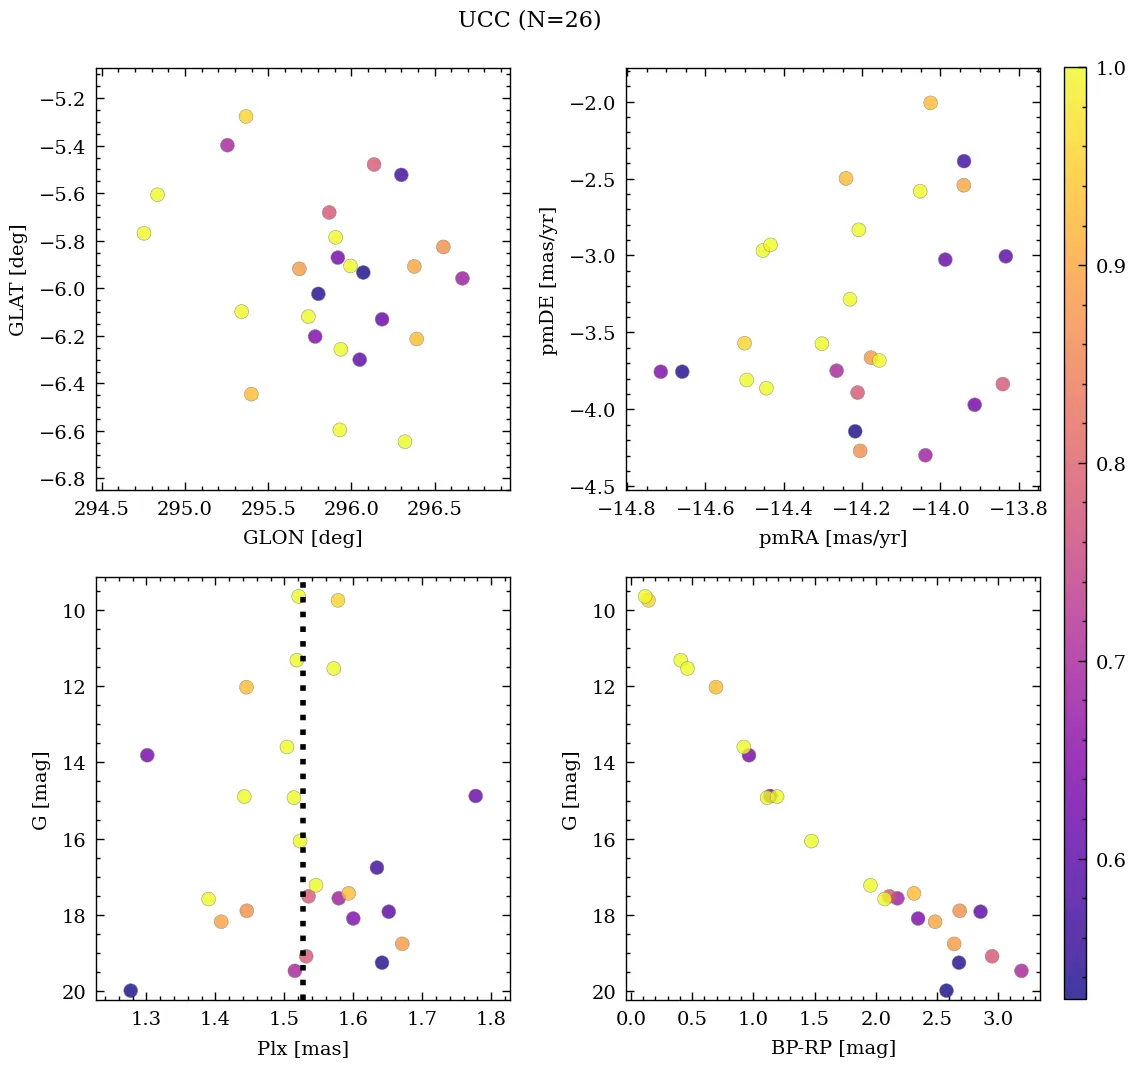 UCC (N=26)
−5.2
−5.4
−5.6
−5.8
−6.0
−6.2
−6.4
−6.6
−6.8
GLAT [deg]
294.5 295.0 295.5 296.0 296.5
GLON [deg]
−2.0
−2.5
−3.0
−3.5
−4.0
−4.5
pmDE [mas/yr]
−14.8 −14.6 −14.4 −14.2 −14.0 −13.8
pmRA [mas/yr]
10
12
14
16
18
20
G [mag]
1.3 1.4 1.5 1.6 1.7 1.8
Plx [mas]
10
12
14
16
18
20
G [mag]
0.0 0.5 1.0 1.5 2.0 2.5 3.0
BP-RP [mag]
1.0
0.9
0.8
0.7
0.6